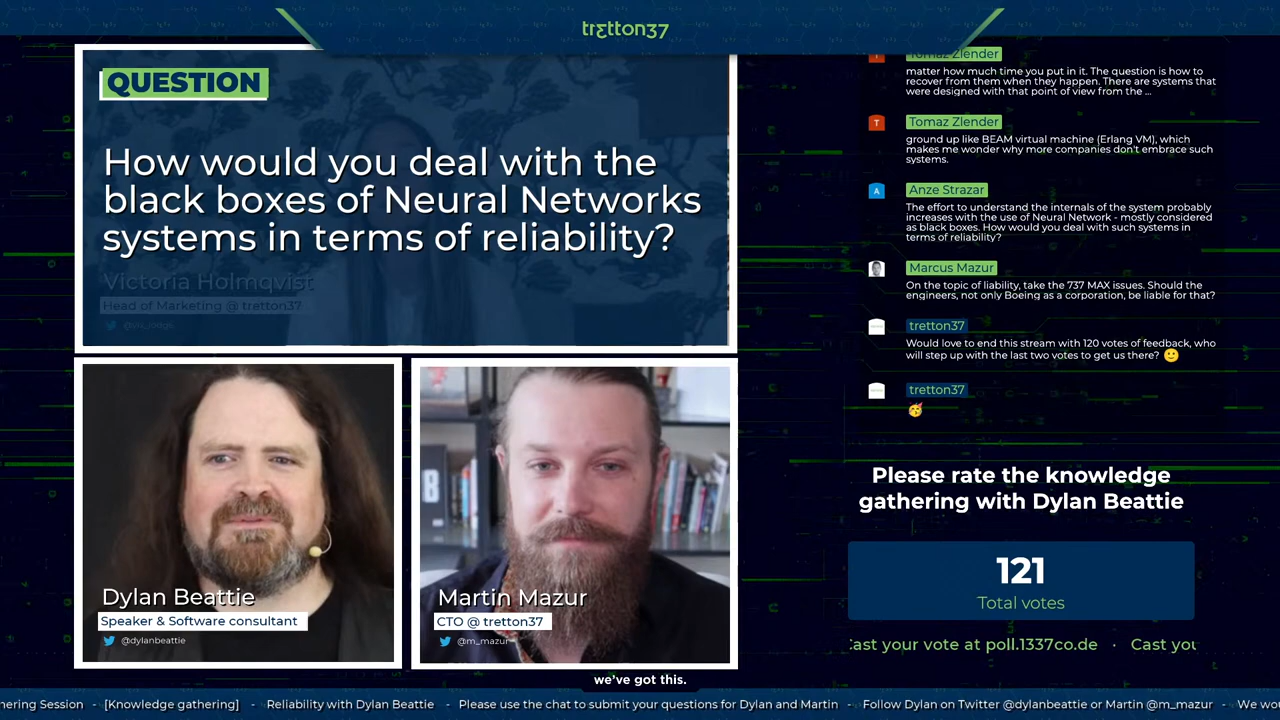 tretton37
QUESTION
How would you deal with the
black boxes of Neural Networks
systems in terms of reliability?
Victoria Holmqvist
Head of Marketing @ tretton37
Dylan Beattie
Speaker & Software consultant
@dylanbeattie
Martin Mazur
CTO @ tretton37
@m_mazur
Tomaz Zlender
matter how much time you put in it. The question is how to
recover from them when they happen. There are systems that
were designed with that point of view from the ...
T
Tomaz Zlender
ground up like BEAM virtual machine (Erlang VM), which
makes me wonder why more companies don't embrace such
systems.
A
Anze Strazar
The effort to understand the internals of the system probably
increases with the use of Neural Network - mostly considered
as black boxes. How would you deal with such systems in
terms of reliability?
Marcus Mazur
On the topic of liability, take the 737 MAX issues. Should the
engineers, not only Boeing as a corporation, be liable for that?
tretton37
Would love to end this stream with 120 votes of feedback, who
will step up with the last two votes to get us there? 🙂
tretton37
🥳
Please rate the knowledge
gathering with Dylan Beattie
121
Total votes
Cast your vote at poll.1337co.de · Cast you
we've got this.
hering Session - [Knowledge gathering] - Reliability with Dylan Beattie - Please use the chat to submit your questions for Dylan and Martin - Follow Dylan on Twitter @dylanbeattie or Martin @m_mazur - We wo